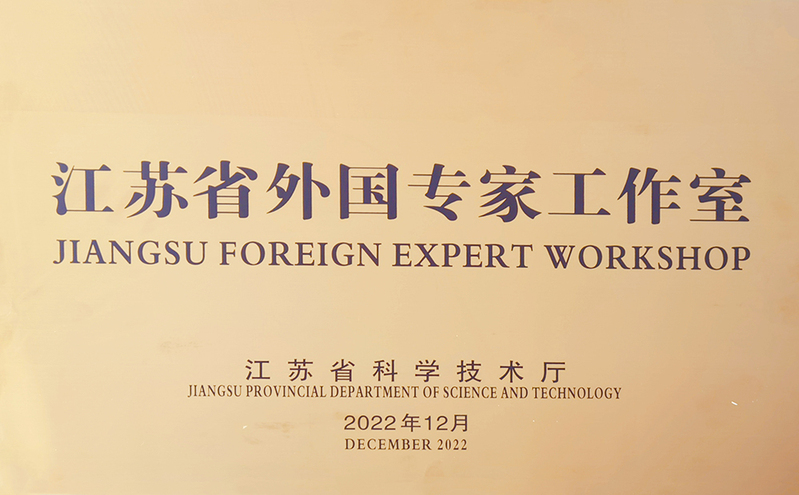 江苏省外国专家工作室
JIANGSU FOREIGN EXPERT WORKSHOP
江苏省科学技术厅
JIANGSU PROVINCIAL DEPARTMENT OF SCIENCE AND TECHNOLOGY
2022年12月
DECEMBER 2022